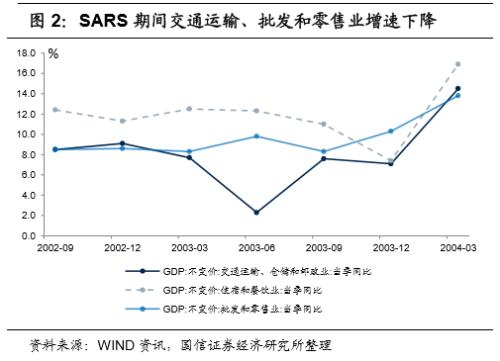 图 2：SARS 期间交通运输、批发和零售业增速下降
%
18.0
16.0
14.0
12.0
10.0
8.0
6.0
4.0
2.0
0.0
2002-09 2002-12 2003-03 2003-06 2003-09 2003-12 2004-03
GDP:不变价:交通运输、仓储和邮政业:当季同比
GDP:不变价:住宿和餐饮业:当季同比
GDP:不变价:批发和零售业:当季同比
资料来源：WIND 资讯，国信证券经济研究所整理